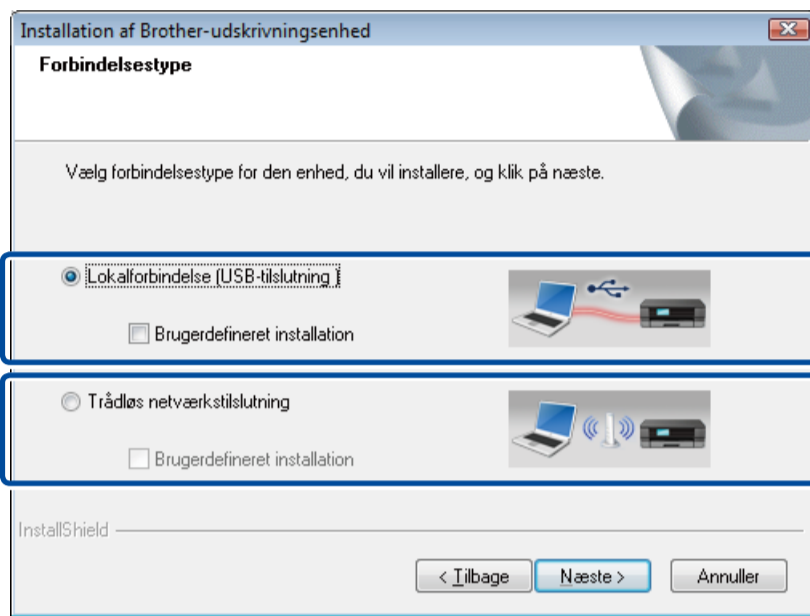 Installation af Brother-udskrivningsenhed
Forbindelsestype
Vælg forbindelsestype for den enhed, du vil installere, og klik på næste.
Lokalforbindelse (USB-tilslutning )
Brugerdefineret installation
Trådløs netværkstilslutning
Brugerdefineret installation
InstallShield
< Tilbage Næste > Annuller